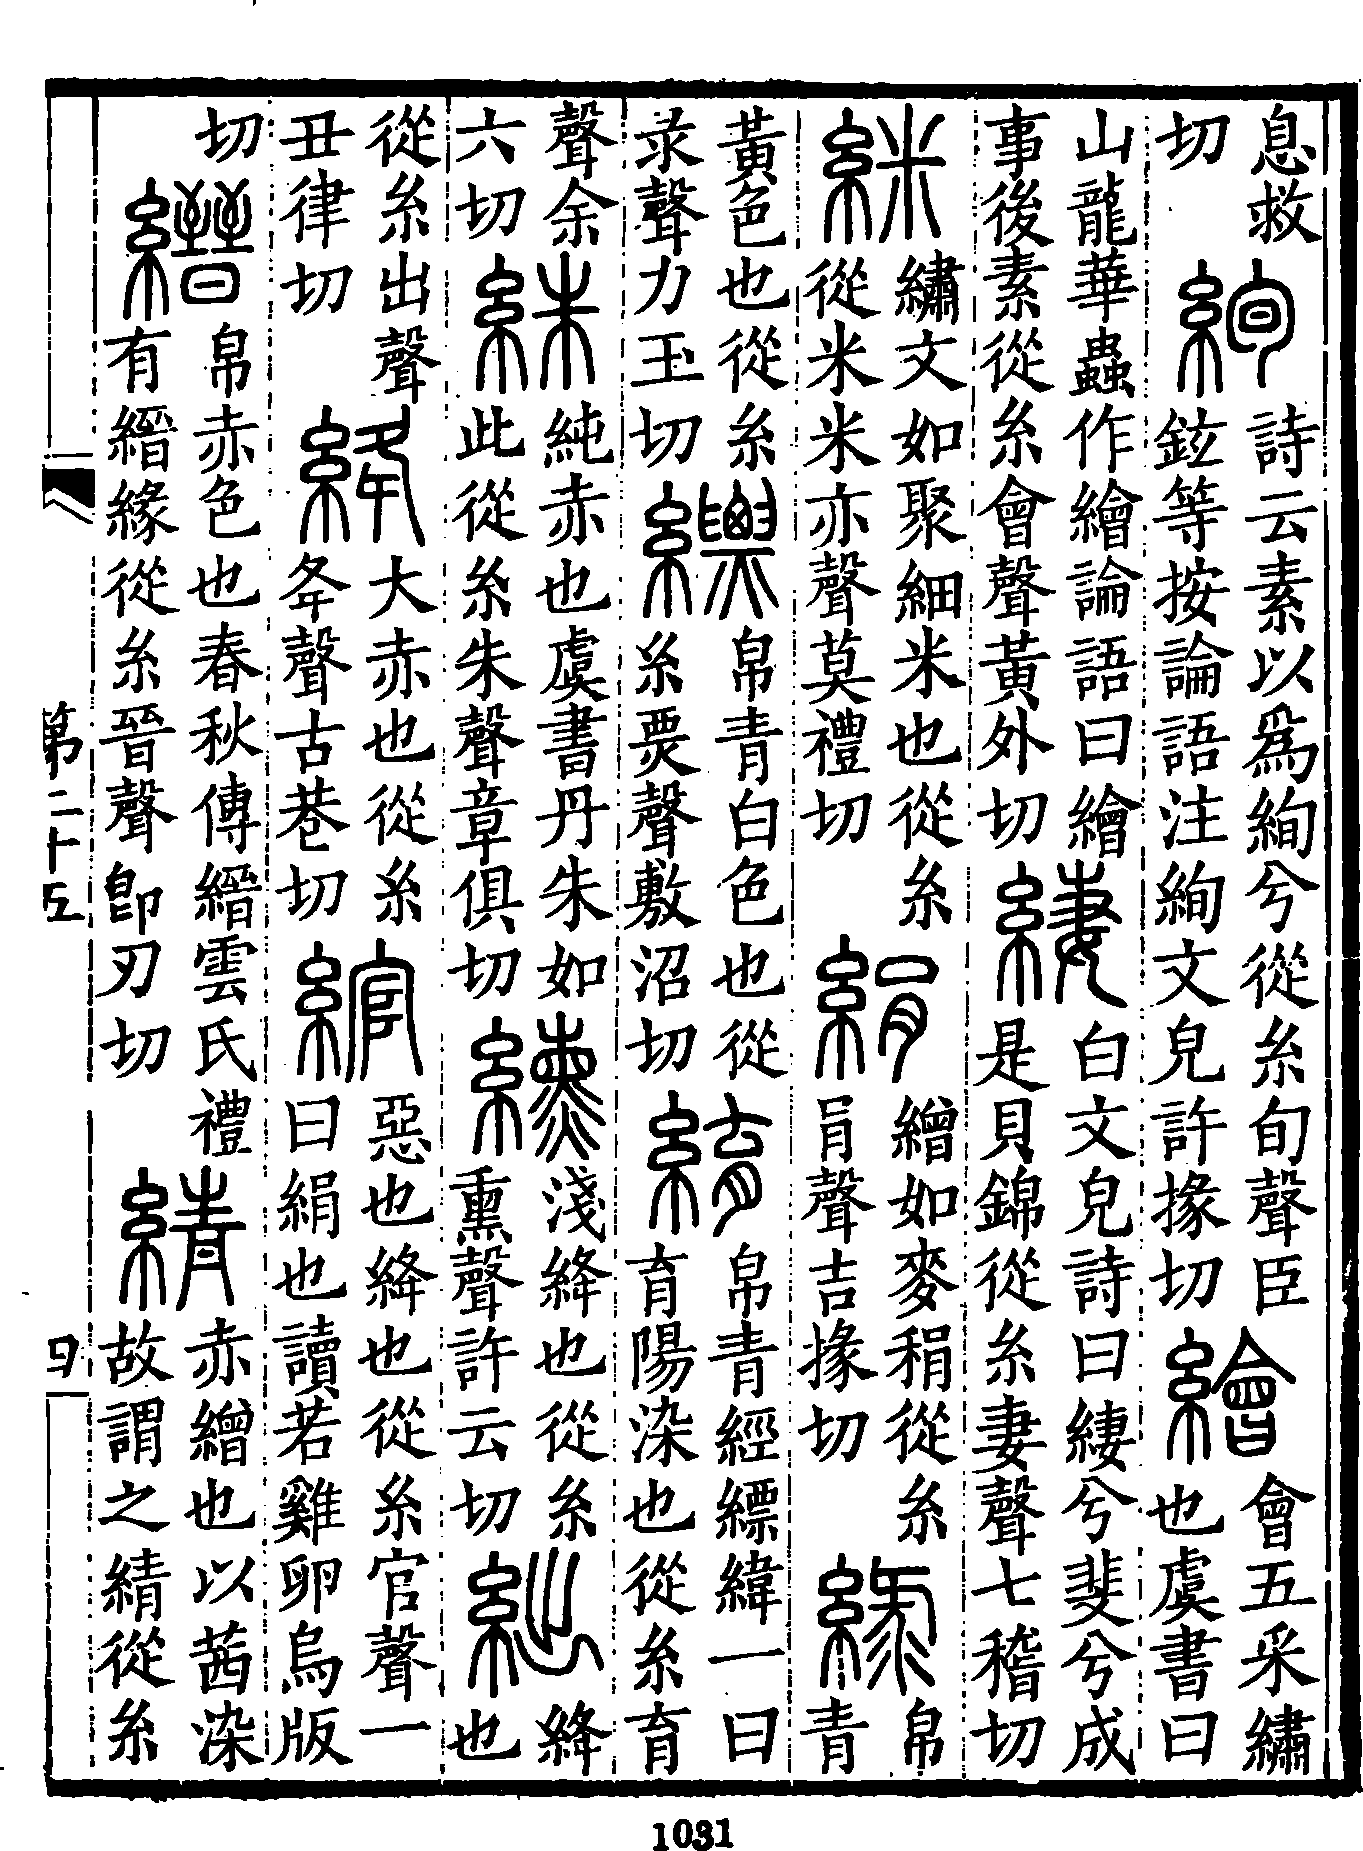 息救切絢詩云素以爲絢兮從糸旬聲臣鉉等按論語注絢文皃許掾切繪會五采繡也虞書曰
山龍華蟲作繪論語曰繪事後素從糸會聲黃外切緀白文皃詩曰緀兮斐兮成是貝錦從糸妻聲七稽切
䋛繡文如聚細米也從糸從米米亦聲莫禮切絹繒如麥䅌從糸肙聲吉掾切綠帛青
黃色也從糸彔聲力玉切縹帛青白色也從糸票聲敷沼切䋭帛青經縹緯一曰育陽染也從糸育
聲余六切絑純赤也虞書丹朱如此從糸朱聲章俱切纁淺絳也從糸熏聲許云切絀絳也
從糸出聲丑律切絳大赤也從糸夅聲古巷切綰惡也絳也從糸官聲一曰絹也讀若雞卵烏版
切縉帛赤色也春秋傳縉雲氏禮有縉緣從糸晉聲卽刃切綪赤繒也以茜染故謂之綪從糸
第二十五
四
1031